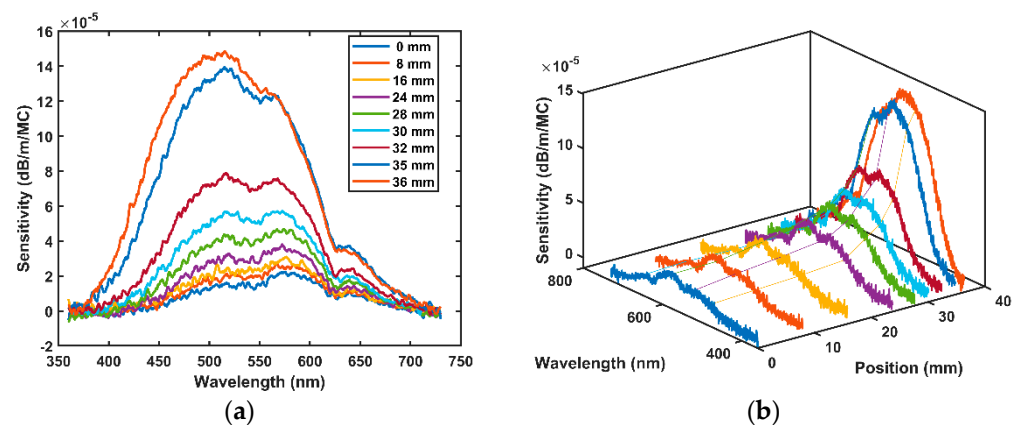 ×10⁻⁵
16
14
12
10
8
6
4
2
0
-2
Sensitivity (dB/m/MC)
350 400 450 500 550 600 650 700 750
Wavelength (nm)
0 mm
8 mm
16 mm
24 mm
28 mm
30 mm
32 mm
35 mm
36 mm
(a)
×10⁻⁵
15
10
5
0
Sensitivity (dB/m/MC)
800
600
400
Wavelength (nm)
0
10
20
30
40
Position (mm)
(b)